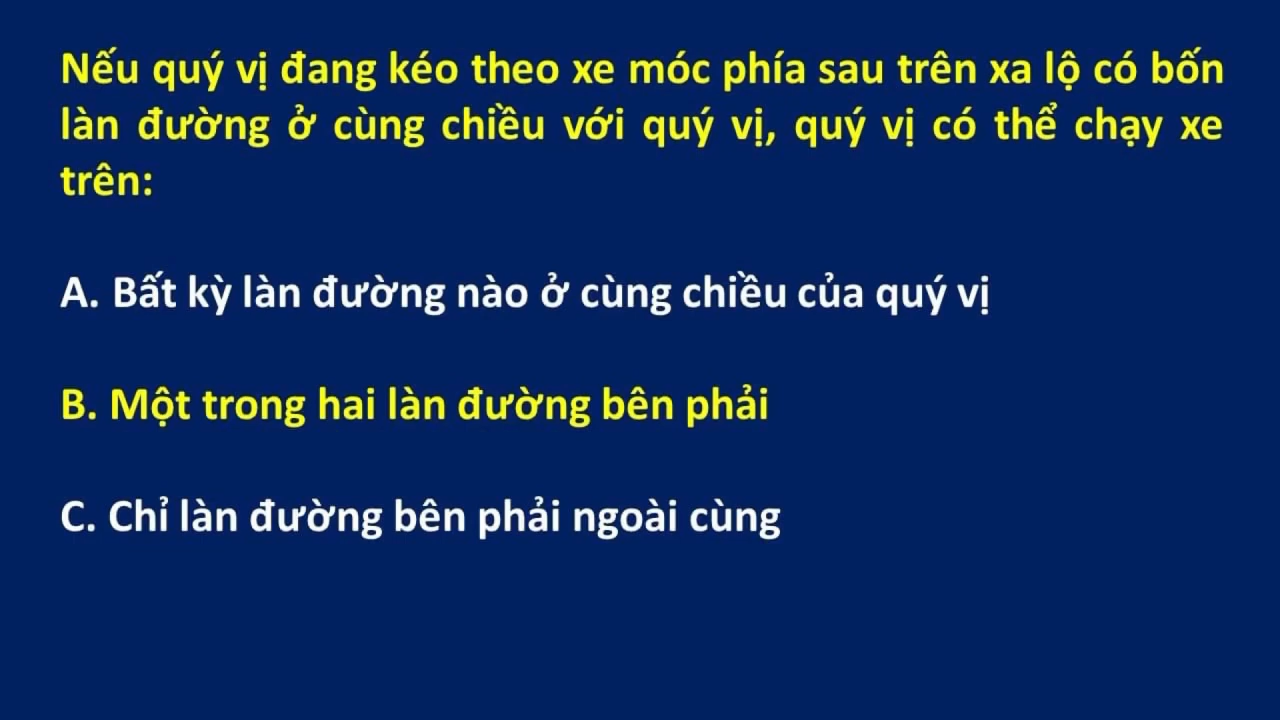 Nếu quý vị đang kéo theo xe móc phía sau trên xa lộ có bốn
làn đường ở cùng chiều với quý vị, quý vị có thể chạy xe
trên:
A. Bất kỳ làn đường nào ở cùng chiều của quý vị
B. Một trong hai làn đường bên phải
C. Chỉ làn đường bên phải ngoài cùng